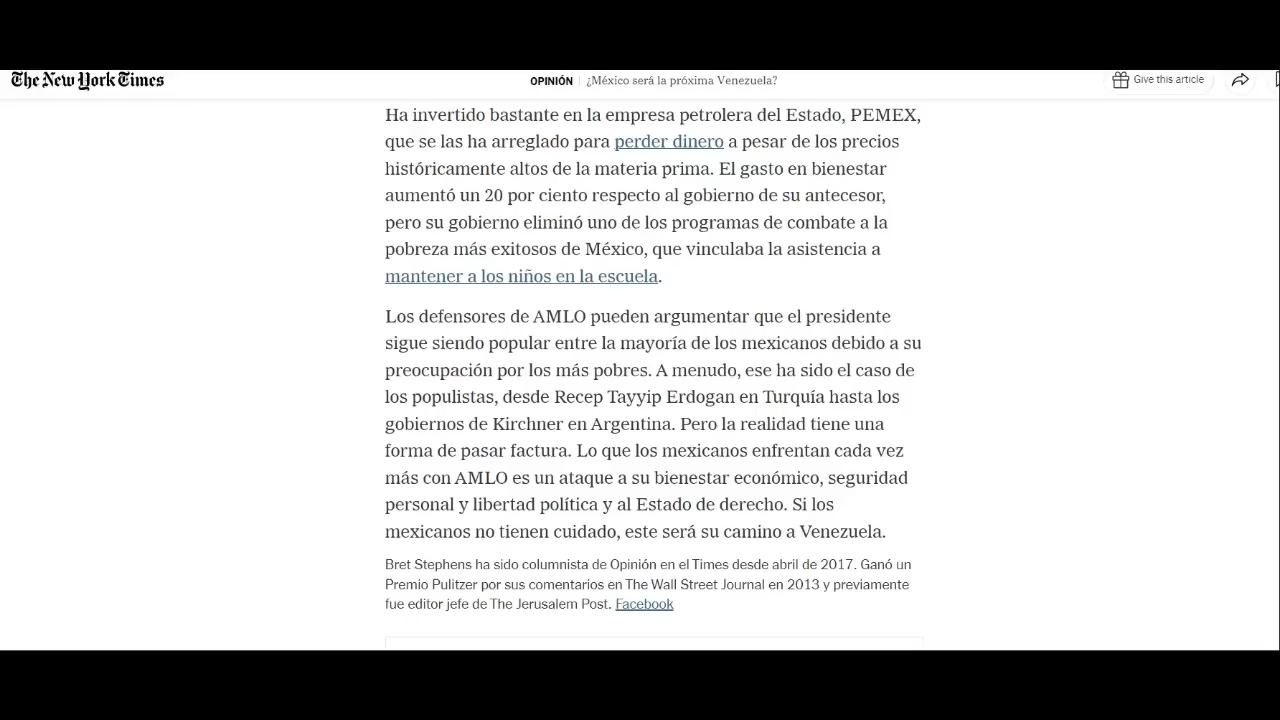 The New York Times
OPINIÓN | ¿México será la próxima Venezuela?
Give this article
Ha invertido bastante en la empresa petrolera del Estado, PEMEX,
que se las ha arreglado para perder dinero a pesar de los precios
históricamente altos de la materia prima. El gasto en bienestar
aumentó un 20 por ciento respecto al gobierno de su antecesor,
pero su gobierno eliminó uno de los programas de combate a la
pobreza más exitosos de México, que vinculaba la asistencia a
mantener a los niños en la escuela.
Los defensores de AMLO pueden argumentar que el presidente
sigue siendo popular entre la mayoría de los mexicanos debido a su
preocupación por los más pobres. A menudo, ese ha sido el caso de
los populistas, desde Recep Tayyip Erdogan en Turquía hasta los
gobiernos de Kirchner en Argentina. Pero la realidad tiene una
forma de pasar factura. Lo que los mexicanos enfrentan cada vez
más con AMLO es un ataque a su bienestar económico, seguridad
personal y libertad política y al Estado de derecho. Si los
mexicanos no tienen cuidado, este será su camino a Venezuela.
Bret Stephens ha sido columnista de Opinión en el Times desde abril de 2017. Ganó un
Premio Pulitzer por sus comentarios en The Wall Street Journal en 2013 y previamente
fue editor jefe de The Jerusalem Post. Facebook